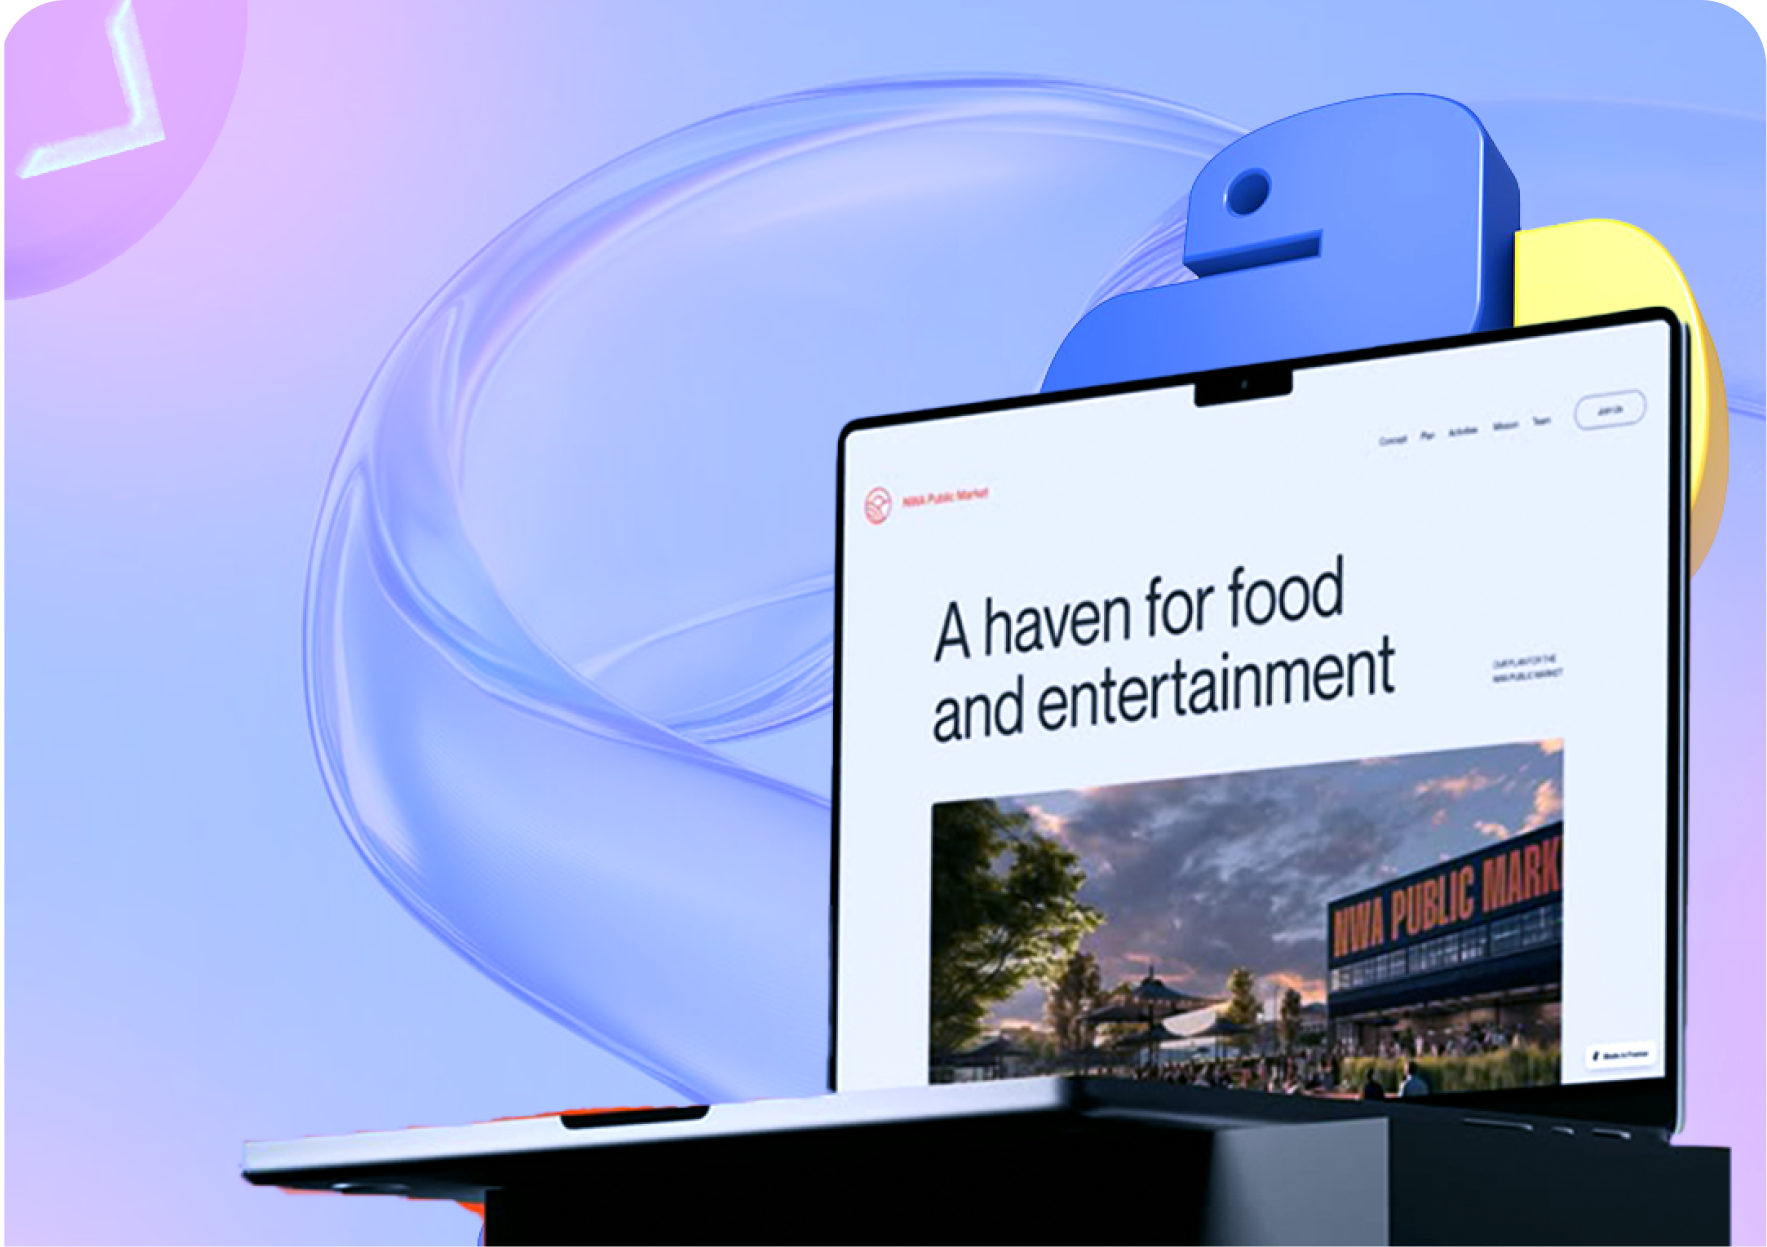 Concept Plan Activities Mission Team Join Us
NWA Public Market
A haven for food
and entertainment
OUR PLAN FOR THE
NWA PUBLIC MARKET
NWA PUBLIC MARK
Made in Framer